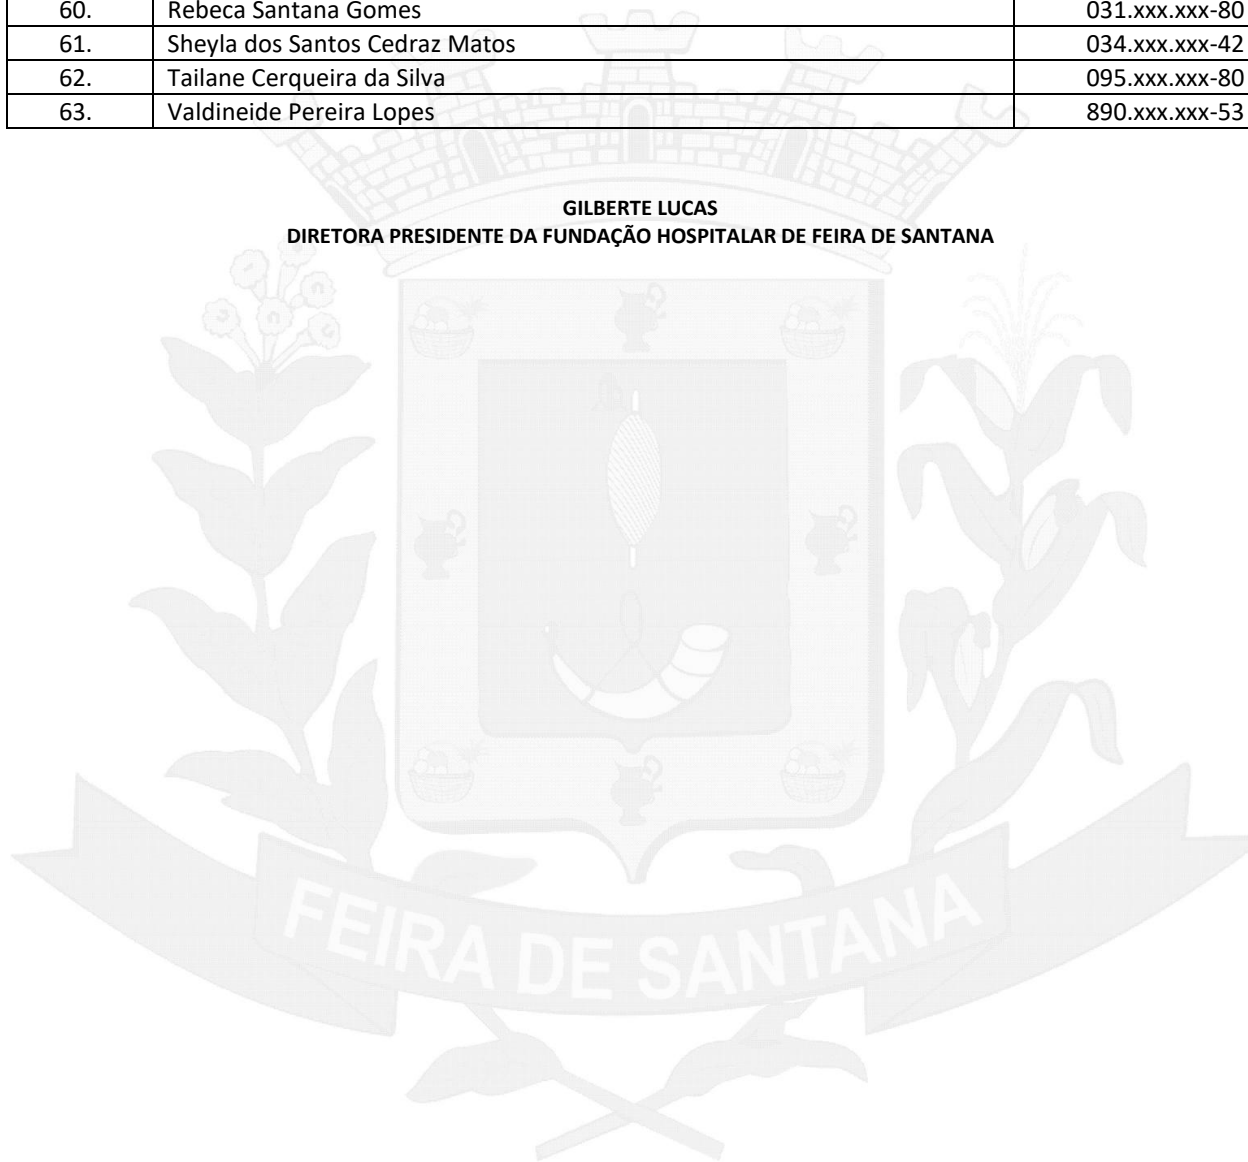 60. Rebeca Santana Gomes 031.xxx.xxx-80
61. Sheyla dos Santos Cedraz Matos 034.xxx.xxx-42
62. Tailane Cerqueira da Silva 095.xxx.xxx-80
63. Valdineide Pereira Lopes 890.xxx.xxx-53
GILBERTE LUCAS
DIRETORA PRESIDENTE DA FUNDAÇÃO HOSPITALAR DE FEIRA DE SANTANA
FEIRA DE SANTANA